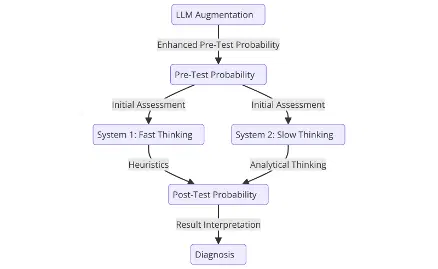 LLM Augmentation
Enhanced Pre-Test Probability
Pre-Test Probability
Initial Assessment
Initial Assessment
System 1: Fast Thinking
System 2: Slow Thinking
Heuristics
Analytical Thinking
Post-Test Probability
Result Interpretation
Diagnosis